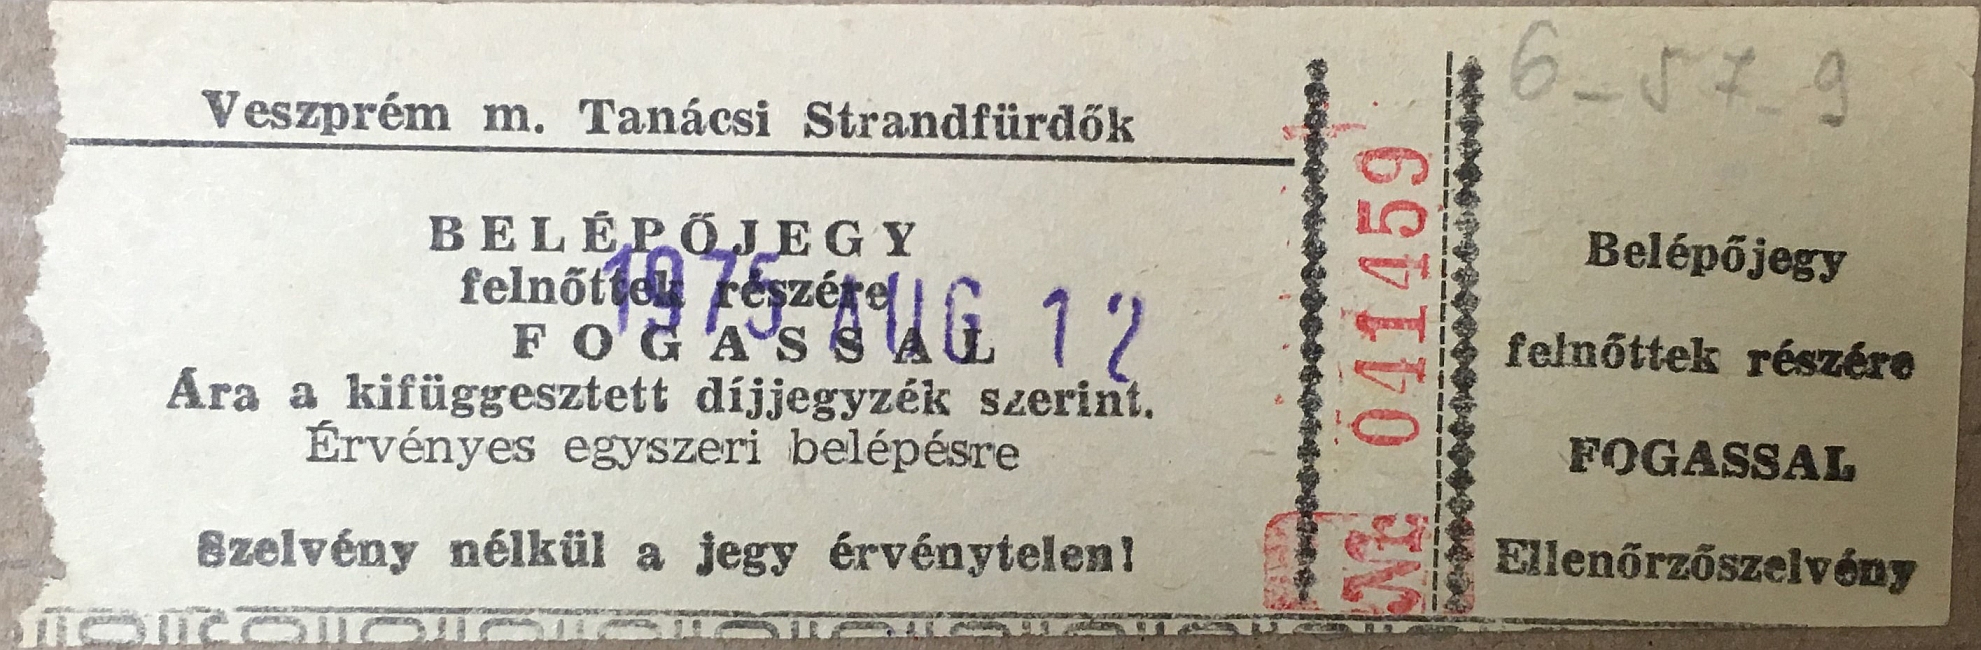 Veszprém m. Tanácsi Strandfürdők
BELÉPŐJEGY
felnőttek részére
FOGASSAL
1975 AUG 12
Ára a kifüggesztett díjjegyzék szerint.
Érvényes egyszeri belépésre
Szelvény nélkül a jegy érvénytelen!
041459
6-57-9
Belépőjegy
felnőttek részére
FOGASSAL
Ellenőrzőszelvény